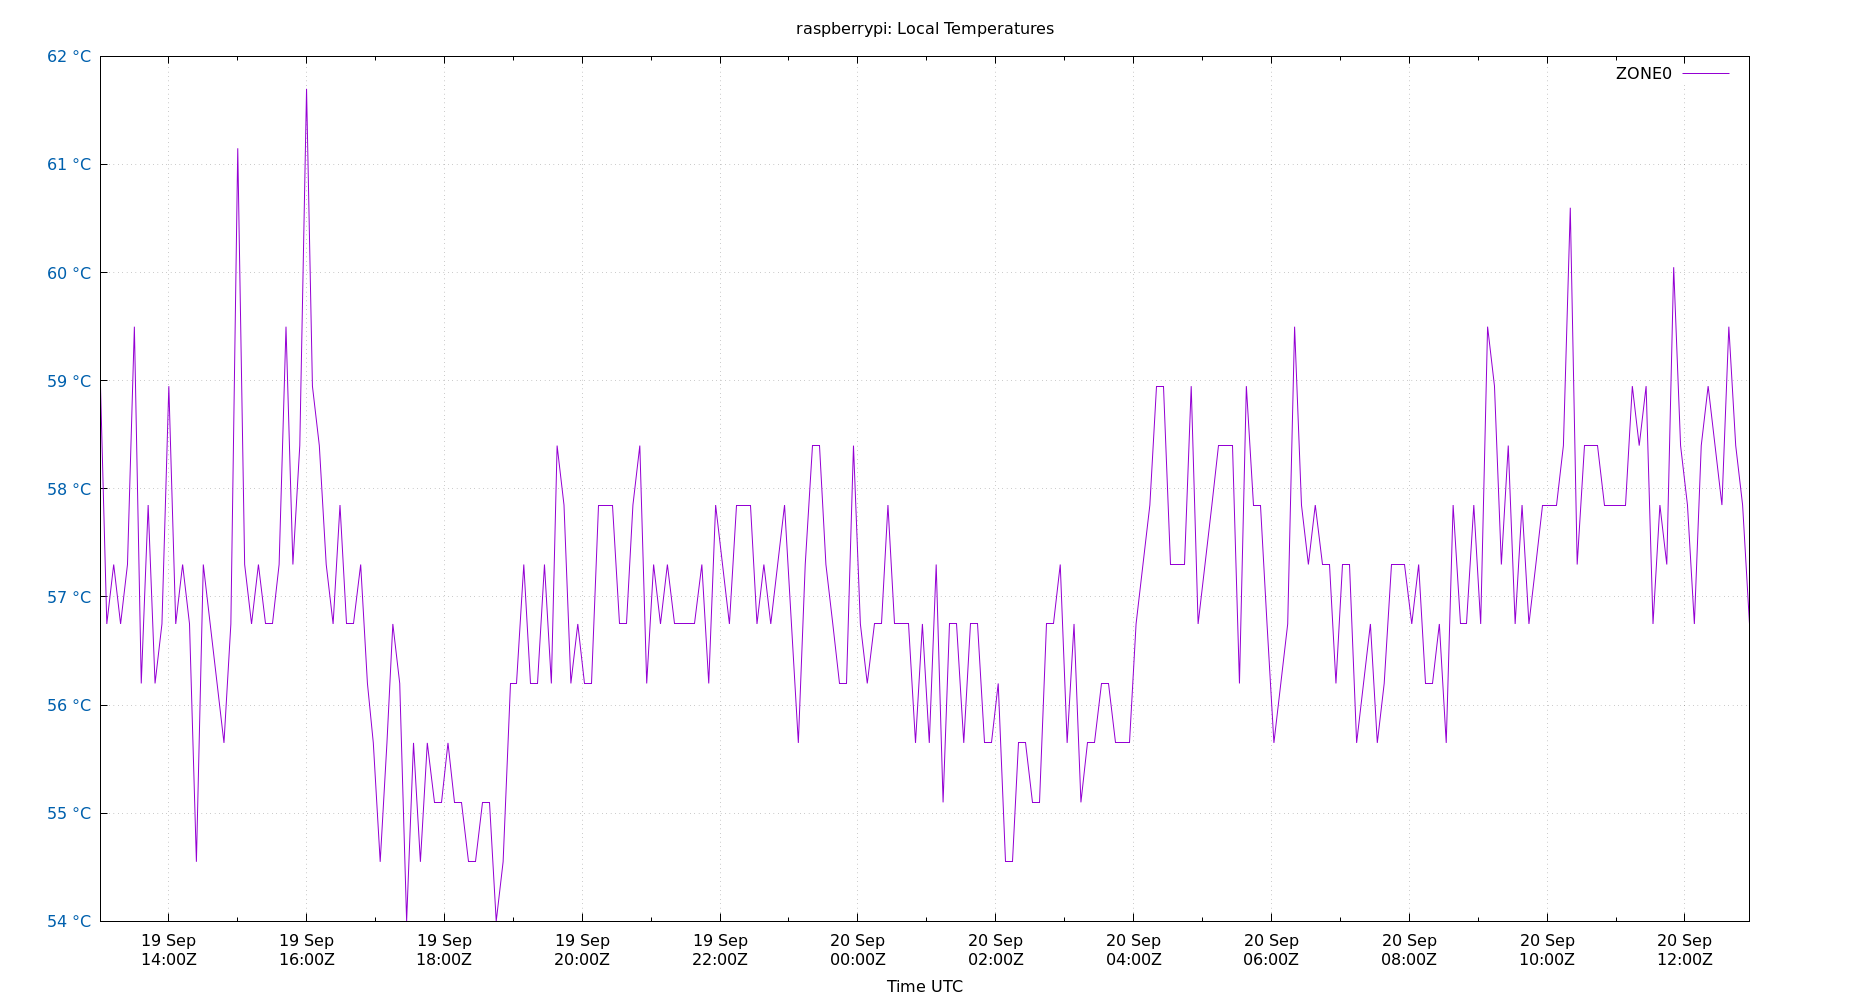 raspberrypi: Local Temperatures
62 °C
61 °C
60 °C
59 °C
58 °C
57 °C
56 °C
55 °C
54 °C
ZONE0
19 Sep 19 Sep 19 Sep 19 Sep 19 Sep 20 Sep 20 Sep 20 Sep 20 Sep 20 Sep 20 Sep 20 Sep
14:00Z 16:00Z 18:00Z 20:00Z 22:00Z 00:00Z 02:00Z 04:00Z 06:00Z 08:00Z 10:00Z 12:00Z
Time UTC